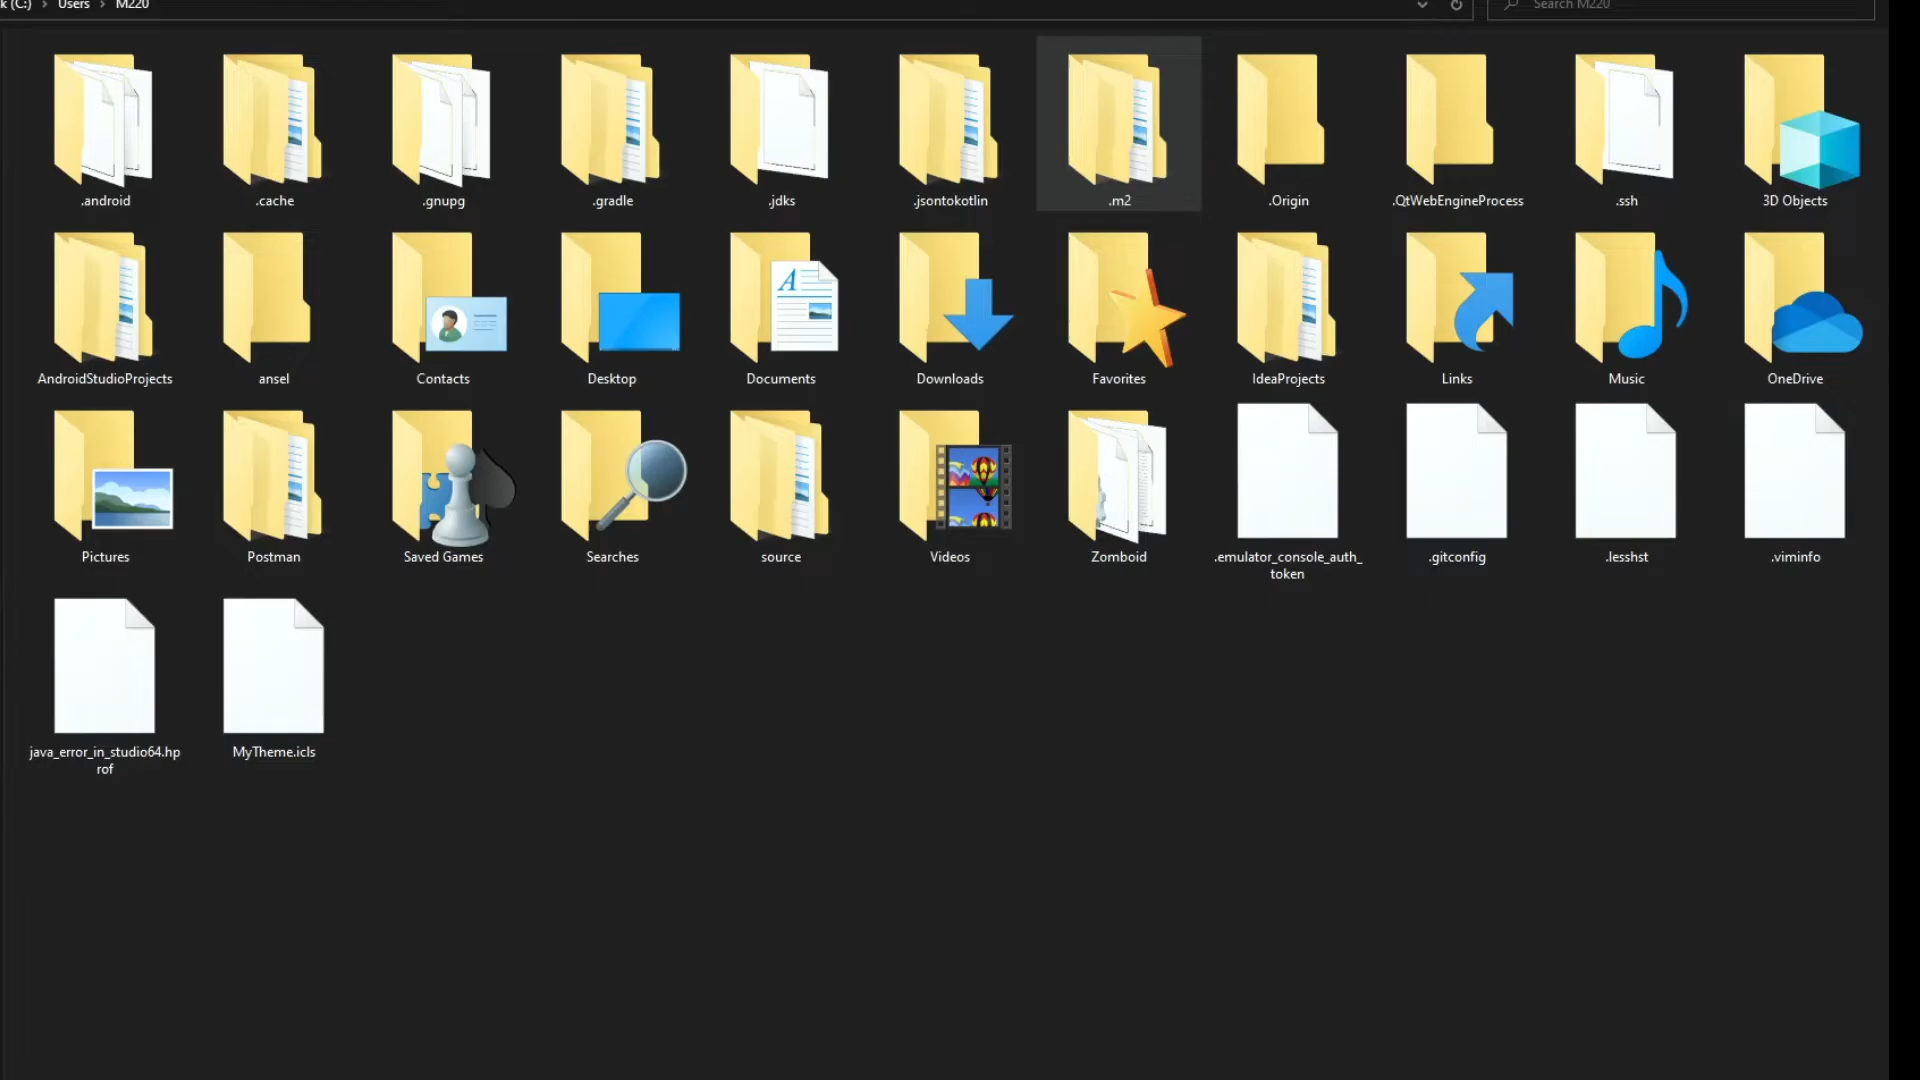 k (C:) › Users › M220
Search M220
.android
.cache
.gnupg
.gradle
.jdks
.jsontokotlin
.m2
.Origin
.QtWebEngineProcess
.ssh
3D Objects
AndroidStudioProjects
ansel
Contacts
Desktop
Documents
Downloads
Favorites
IdeaProjects
Links
Music
OneDrive
Pictures
Postman
Saved Games
Searches
source
Videos
Zomboid
.emulator_console_auth_
token
.gitconfig
.lesshst
.viminfo
java_error_in_studio64.hp
rof
MyTheme.icls